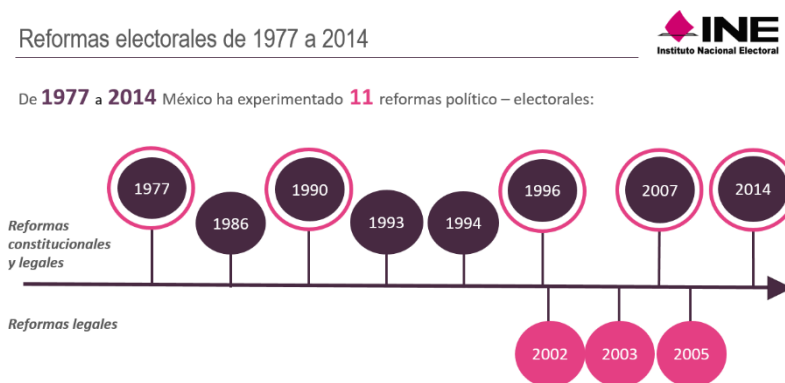 Reformas electorales de 1977 a 2014
INE
Instituto Nacional Electoral
De 1977 a 2014 México ha experimentado 11 reformas político – electorales:
1977
1986
1990
1993
1994
1996
2007
2014
Reformas
constitucionales
y legales
Reformas legales
2002
2003
2005